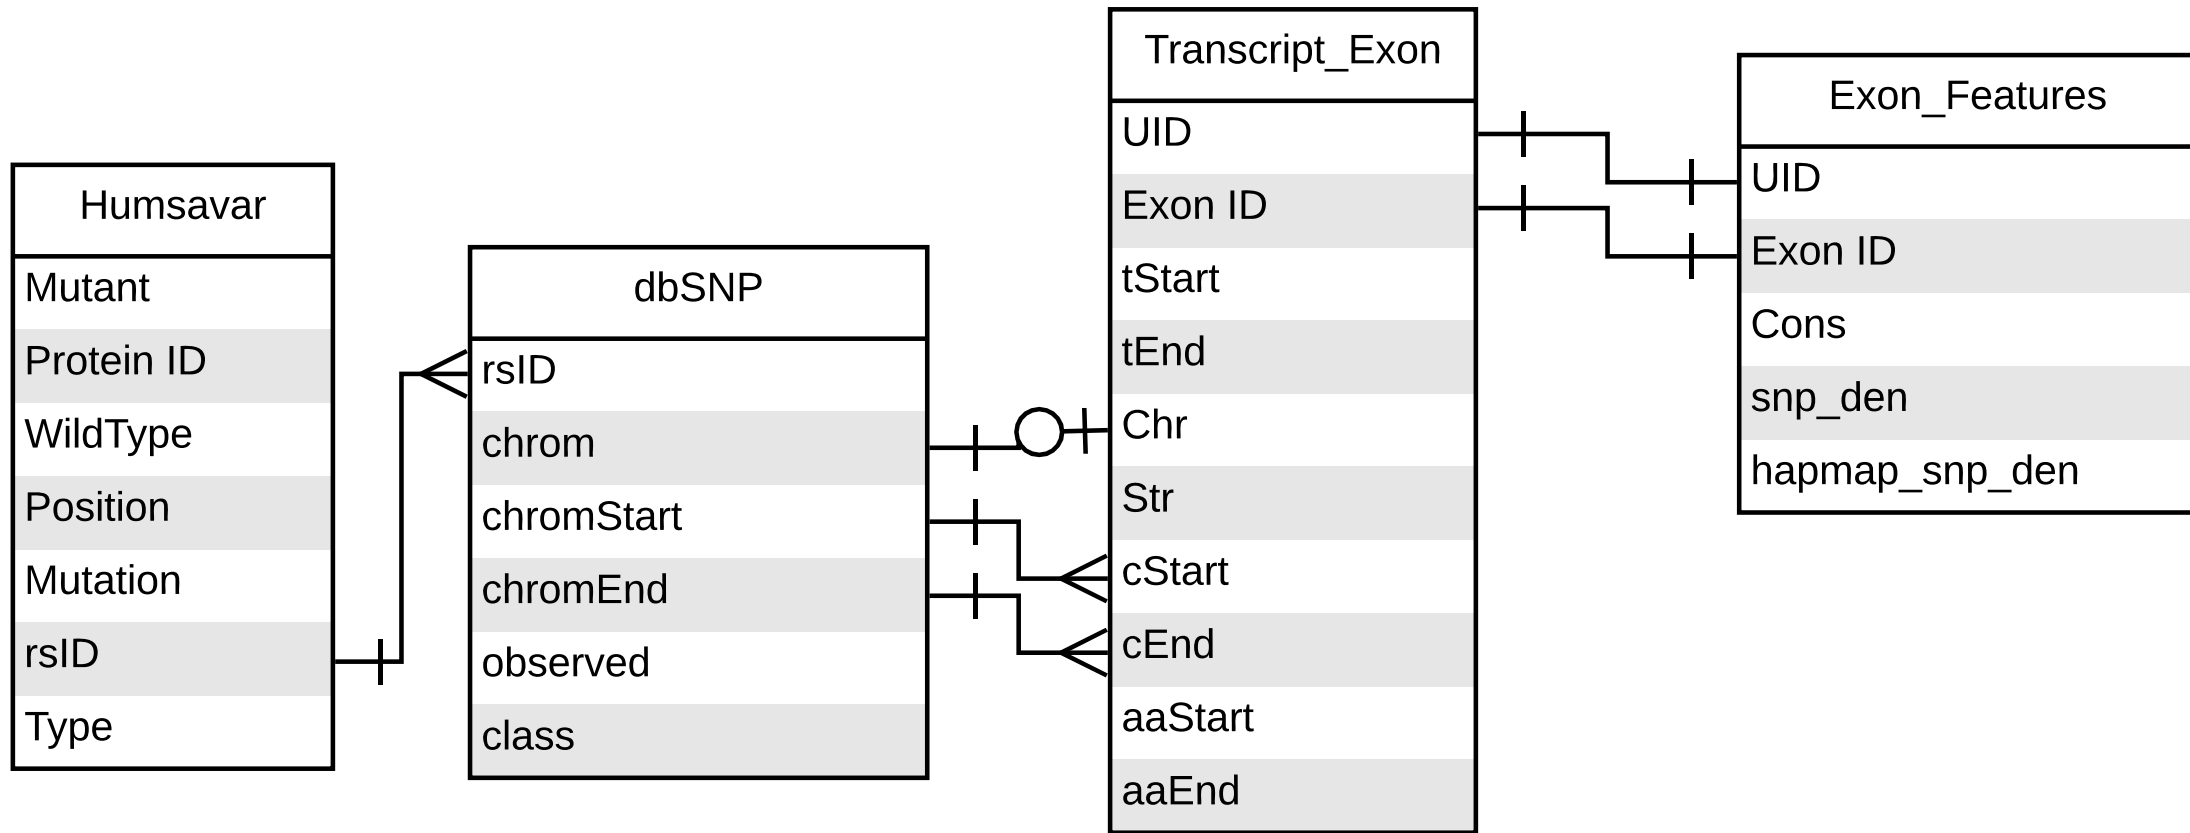 Humsavar
Mutant
Protein ID
WildType
Position
Mutation
rsID
Type
dbSNP
rsID
chrom
chromStart
chromEnd
observed
class
Transcript_Exon
UID
Exon ID
tStart
tEnd
Chr
Str
cStart
cEnd
aaStart
aaEnd
Exon_Features
UID
Exon ID
Cons
snp_den
hapmap_snp_den